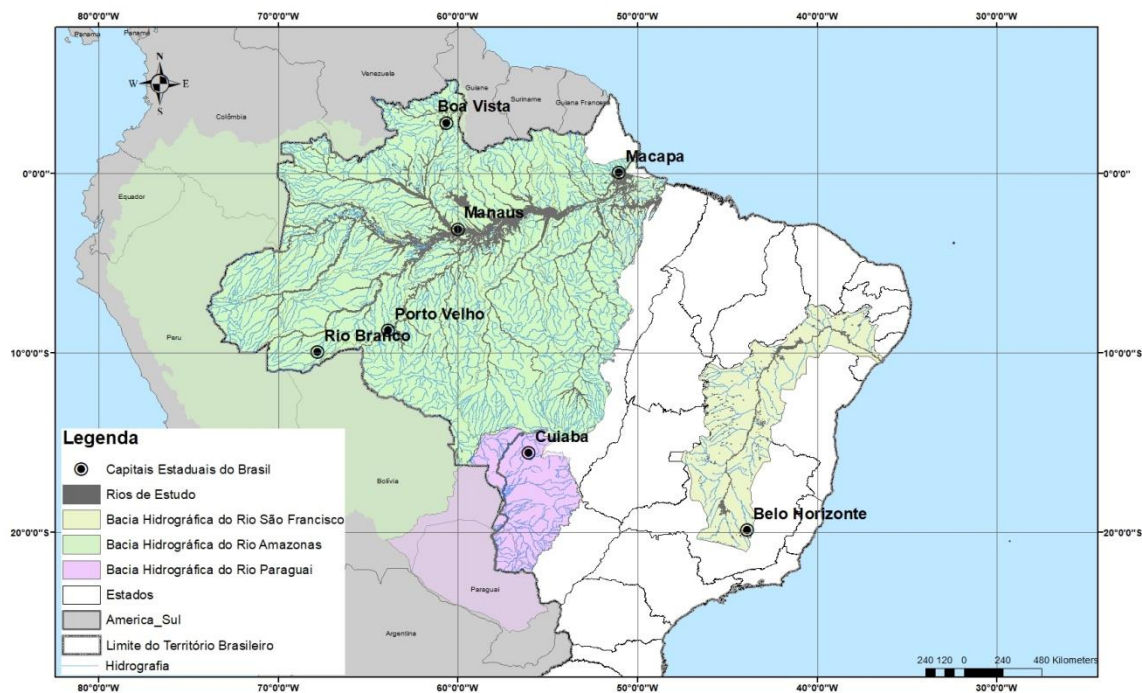 80°0'0"W 70°0'0"W 60°0'0"W 50°0'0"W 40°0'0"W 30°0'0"W
Panama Panama
N
W E
S
Venezuela
Guiane
Suriname
Guiana Francesa
Colômbia
Boa Vista
Macapa
0°0'0" 0°0'0"
Equador
Manaus
Porto Velho
Rio Branco
Peru
10°0'0"S 10°0'0"S
Legenda
Capitais Estaduais do Brasil
Rios de Estudo
Bacia Hidrográfica do Rio São Francisco
Bacia Hidrográfica do Rio Amazonas
Bacia Hidrográfica do Rio Paraguai
Estados
America_Sul
Limite do Território Brasileiro
Hidrografia
Cuiaba
Bolívia
Belo Horizonte
20°0'0"S
Paraguai
Argentina
240 120 0 240 480 Kilometers
80°0'0"W 70°0'0"W 60°0'0"W 50°0'0"W 40°0'0"W 30°0'0"W